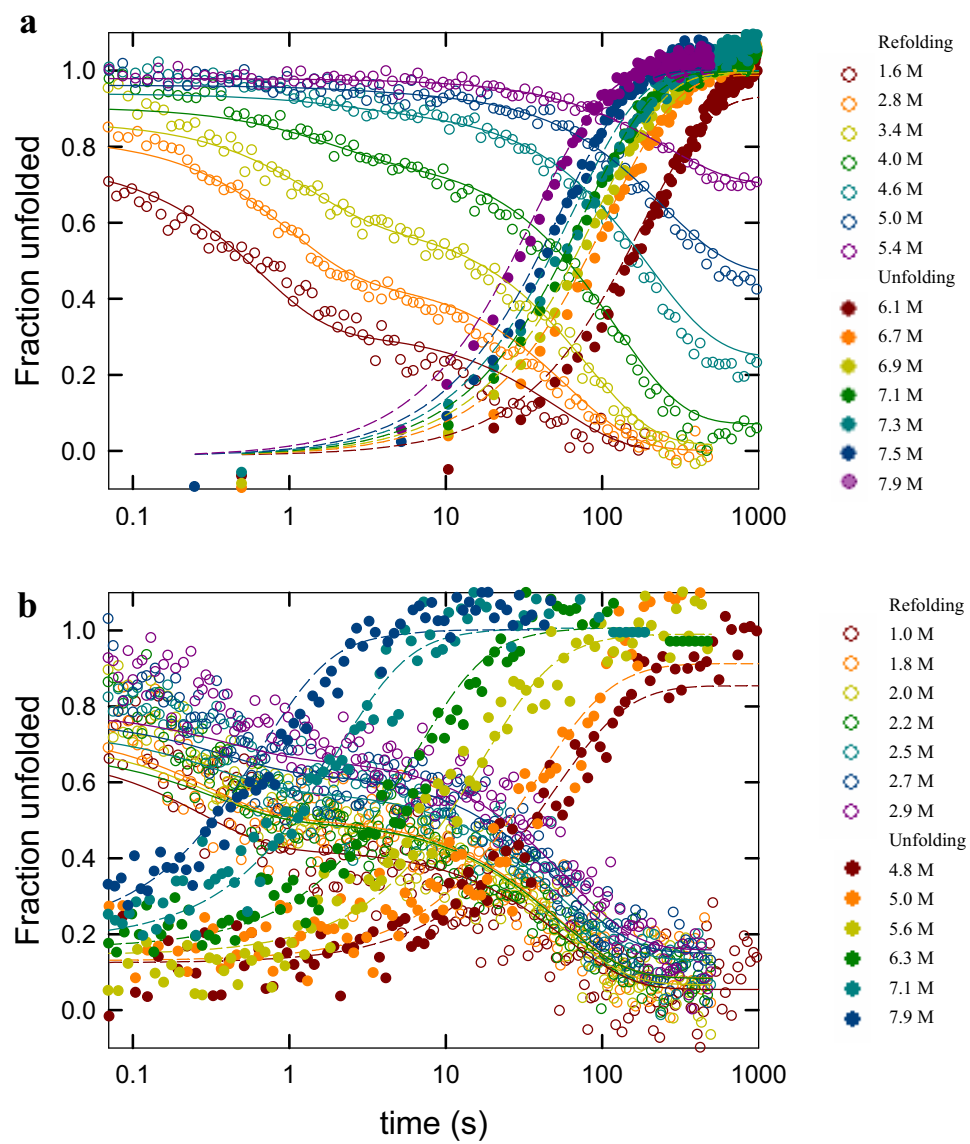 a
Fraction unfolded
1.0
0.8
0.6
0.4
0.2
0.0
0.1 1 10 100 1000
Refolding
1.6 M
2.8 M
3.4 M
4.0 M
4.6 M
5.0 M
5.4 M
Unfolding
6.1 M
6.7 M
6.9 M
7.1 M
7.3 M
7.5 M
7.9 M
b
Fraction unfolded
1.0
0.8
0.6
0.4
0.2
0.0
0.1 1 10 100 1000
time (s)
Refolding
1.0 M
1.8 M
2.0 M
2.2 M
2.5 M
2.7 M
2.9 M
Unfolding
4.8 M
5.0 M
5.6 M
6.3 M
7.1 M
7.9 M